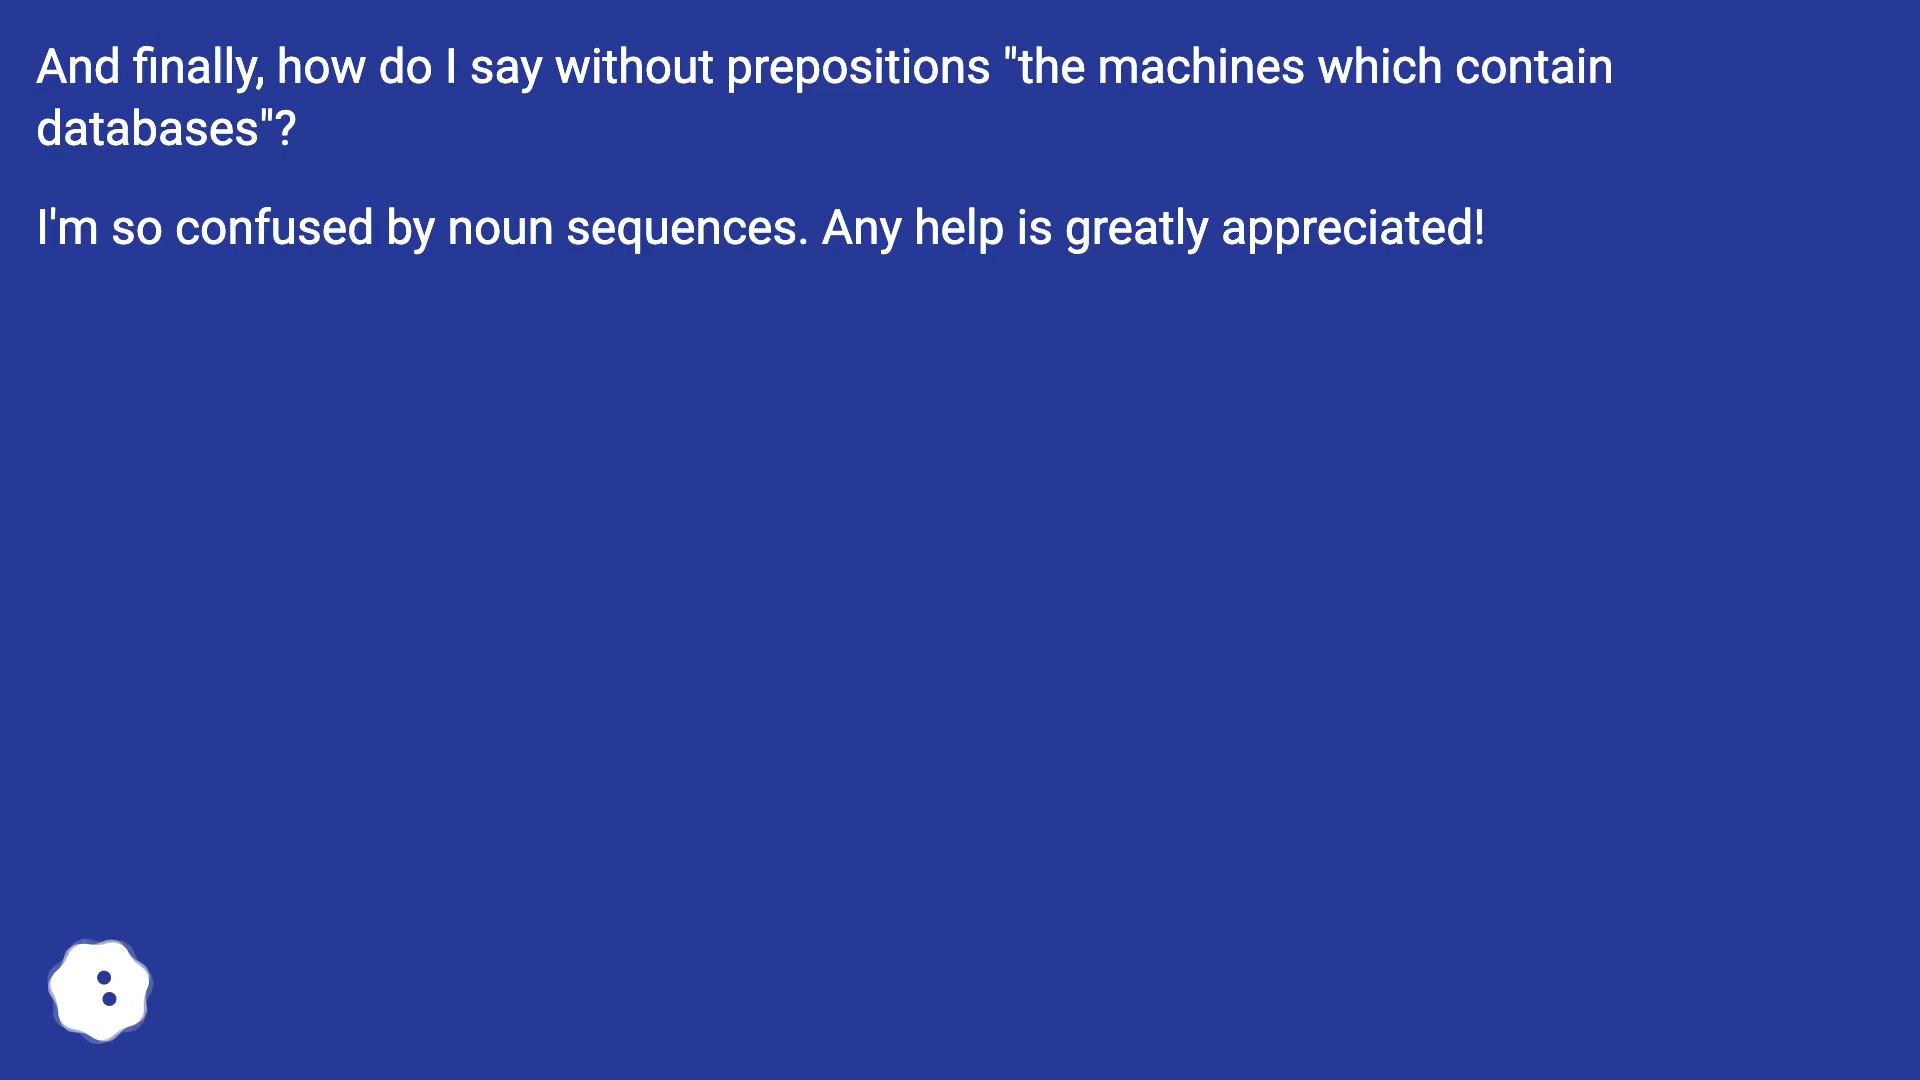 And finally, how do I say without prepositions "the machines which contain
databases"?
I'm so confused by noun sequences. Any help is greatly appreciated!